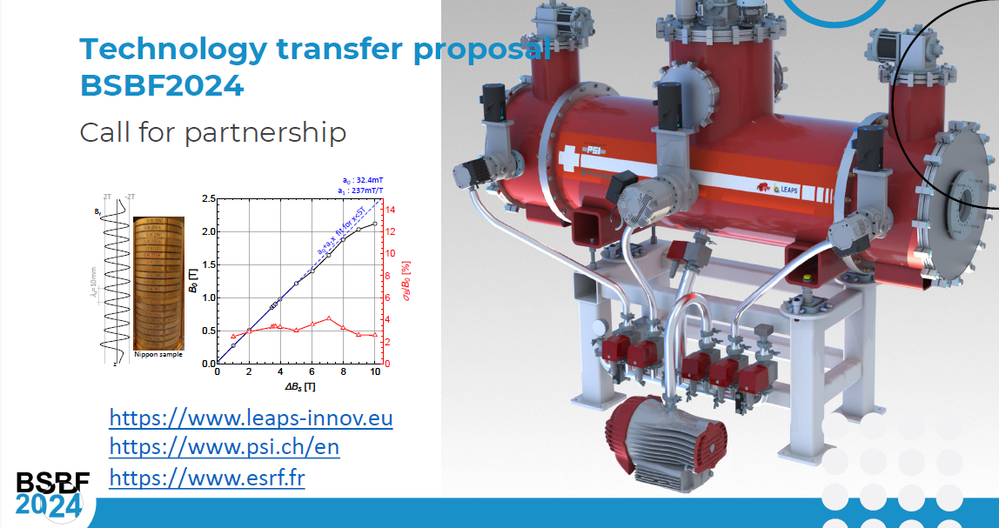 Technology transfer proposal
BSBF2024
Call for partnership
a₀ : 32.4mT
a₁ : 237mT/T
2T -2T
Bᵧ
λᵤ=10mm
z
Nippon sample
2.5
2.0
1.5
1.0
0.5
0.0
B₀ [T]
a₀+a₁x fit for x<5T
14
12
10
8
6
4
2
0
σ_B/B₀ [%]
0 2 4 6 8 10
ΔBₛ [T]
PSI
LEAPS
https://www.leaps-innov.eu
https://www.psi.ch/en
https://www.esrf.fr
BSBF
2024